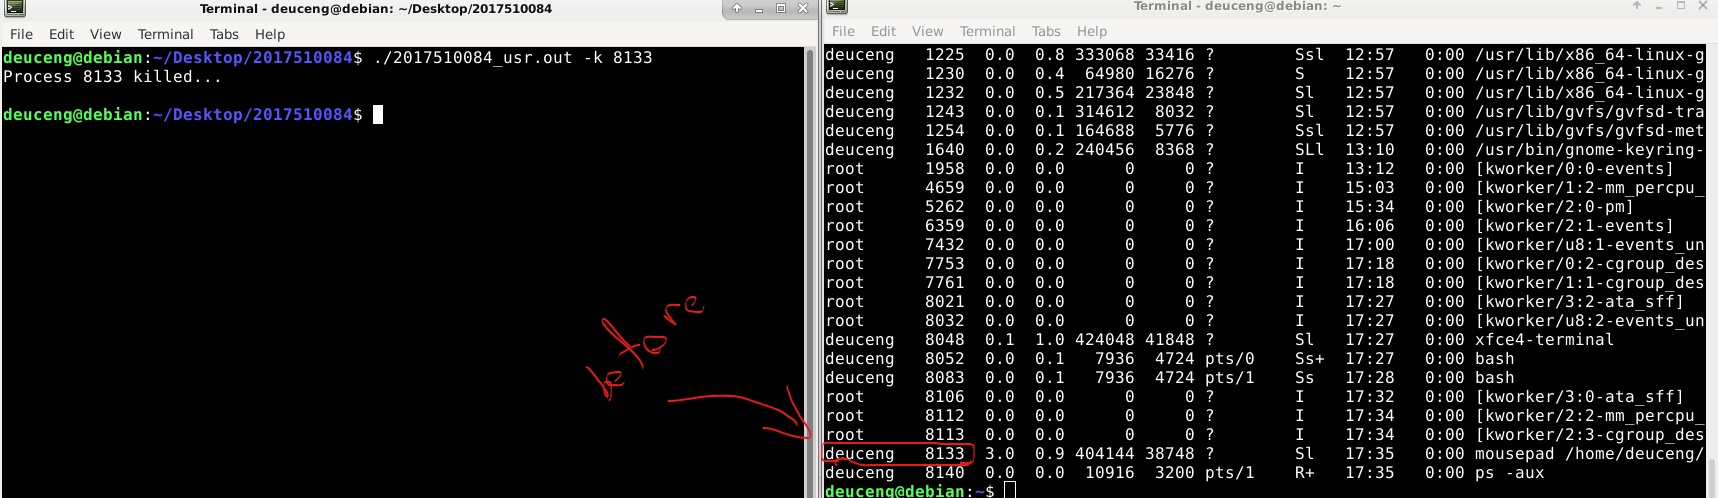 Terminal - deuceng@debian: ~/Desktop/2017510084
File Edit View Terminal Tabs Help
deuceng@debian:~/Desktop/2017510084$ ./2017510084_usr.out -k 8133
Process 8133 killed...
deuceng@debian:~/Desktop/2017510084$
before
Terminal - deuceng@debian: ~
File Edit View Terminal Tabs Help
deuceng 1225 0.0 0.8 333068 33416 ? Ssl 12:57 0:00 /usr/lib/x86_64-linux-g
deuceng 1230 0.0 0.4 64980 16276 ? S 12:57 0:00 /usr/lib/x86_64-linux-g
deuceng 1232 0.0 0.5 217364 23848 ? Sl 12:57 0:00 /usr/lib/x86_64-linux-g
deuceng 1243 0.0 0.1 314612 8032 ? Sl 12:57 0:00 /usr/lib/gvfs/gvfsd-tra
deuceng 1254 0.0 0.1 164688 5776 ? Ssl 12:57 0:00 /usr/lib/gvfs/gvfsd-met
deuceng 1640 0.0 0.2 240456 8368 ? SLl 13:10 0:00 /usr/bin/gnome-keyring-
root 1958 0.0 0.0 0 0 ? I 13:12 0:00 [kworker/0:0-events]
root 4659 0.0 0.0 0 0 ? I 15:03 0:00 [kworker/1:2-mm_percpu_
root 5262 0.0 0.0 0 0 ? I 15:34 0:00 [kworker/2:0-pm]
root 6359 0.0 0.0 0 0 ? I 16:06 0:00 [kworker/2:1-events]
root 7432 0.0 0.0 0 0 ? I 17:00 0:00 [kworker/u8:1-events_un
root 7753 0.0 0.0 0 0 ? I 17:18 0:00 [kworker/0:2-cgroup_des
root 7761 0.0 0.0 0 0 ? I 17:18 0:00 [kworker/1:1-cgroup_des
root 8021 0.0 0.0 0 0 ? I 17:27 0:00 [kworker/3:2-ata_sff]
root 8032 0.0 0.0 0 0 ? I 17:27 0:00 [kworker/u8:2-events_un
deuceng 8048 0.1 1.0 424048 41848 ? Sl 17:27 0:00 xfce4-terminal
deuceng 8052 0.0 0.1 7936 4724 pts/0 Ss+ 17:27 0:00 bash
deuceng 8083 0.0 0.1 7936 4724 pts/1 Ss 17:28 0:00 bash
root 8106 0.0 0.0 0 0 ? I 17:32 0:00 [kworker/3:0-ata_sff]
root 8112 0.0 0.0 0 0 ? I 17:34 0:00 [kworker/2:2-mm_percpu_
root 8113 0.0 0.0 0 0 ? I 17:34 0:00 [kworker/2:3-cgroup_des
deuceng 8133 3.0 0.9 404144 38748 ? Sl 17:35 0:00 mousepad /home/deuceng/
deuceng 8140 0.0 0.0 10916 3200 pts/1 R+ 17:35 0:00 ps -aux
deuceng@debian:~$